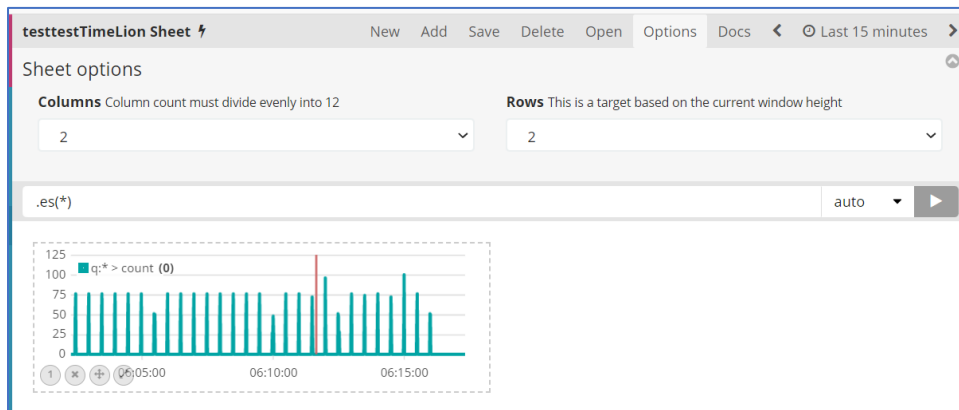 testtestTimeLion Sheet New Add Save Delete Open Options Docs Last 15 minutes
Sheet options
Columns Column count must divide evenly into 12 Rows This is a target based on the current window height
2 2
.es(*) auto
125
q:* > count (0)
100
75
50
25
0
1 06:05:00 06:10:00 06:15:00